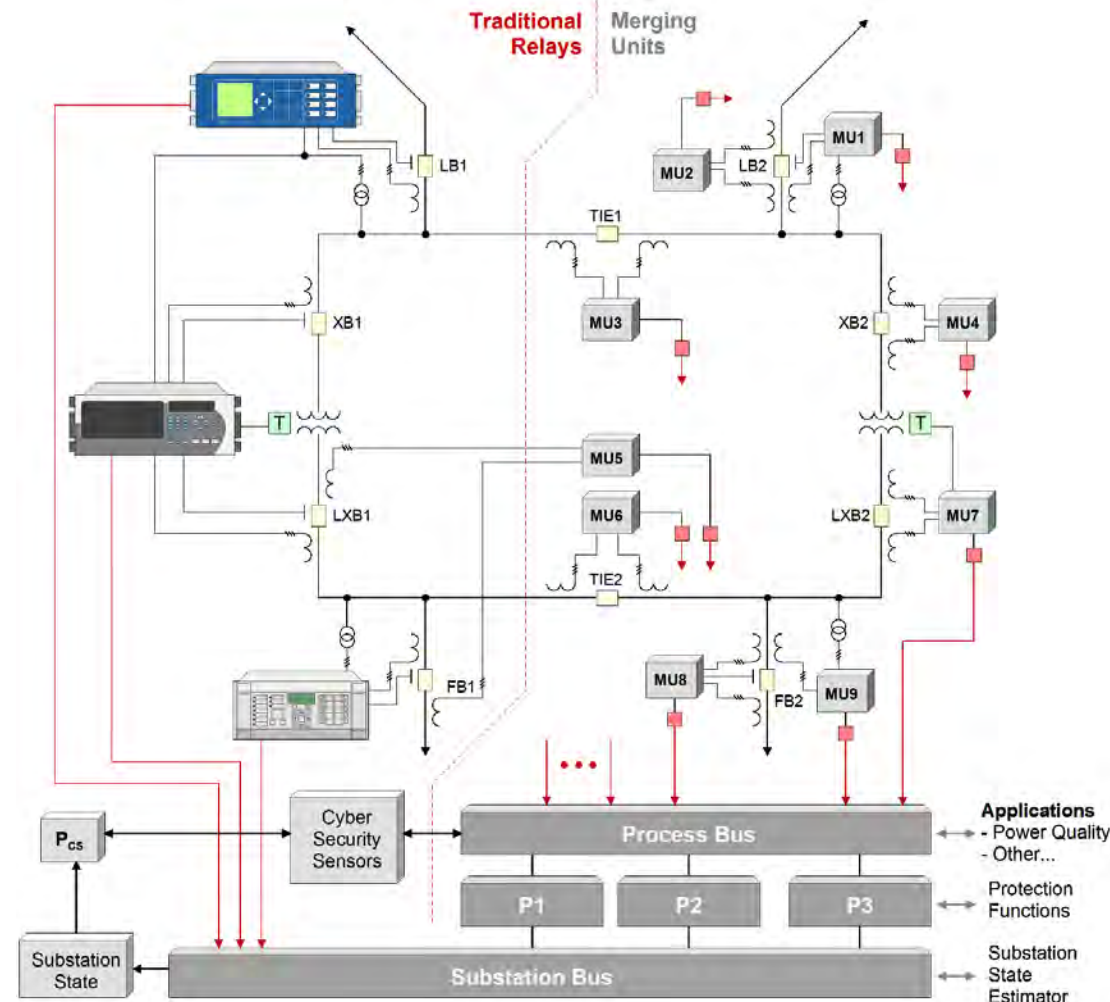 Traditional
Relays
Merging
Units
LB1
MU2
LB2
MU1
TIE1
XB1
MU3
XB2
MU4
T
MU5
T
MU6
LXB1
LXB2
MU7
TIE2
FB1
MU8
FB2
MU9
Cyber
Security
Sensors
PCS
Process Bus
Applications
- Power Quality
- Other...
P1
P2
P3
Protection
Functions
Substation
State
Substation Bus
Substation
State
Estimator